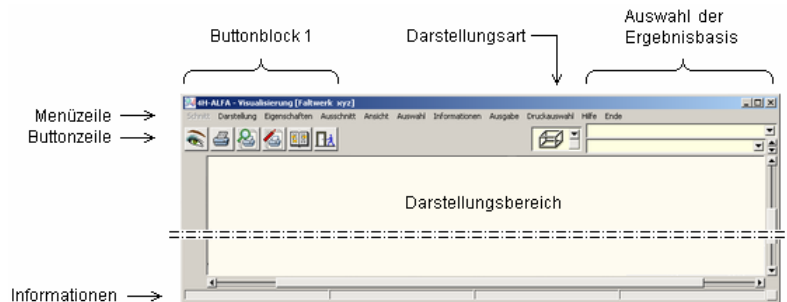 Auswahl der
Ergebnisbasis
Buttonblock 1
Darstellungsart
4H-ALFA - Visualisierung [Faltwerk xyz]
Menüzeile
Schnitt Darstellung Eigenschaften Ausschnitt Ansicht Auswahl Informationen Ausgabe Druckauswahl Hilfe Ende
Buttonzeile
Darstellungsbereich
Informationen